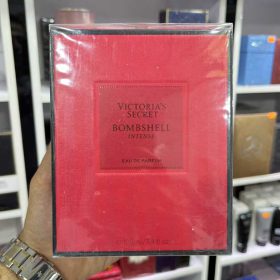 VICTORIA'S
SECRET
BOMBSHELL
INTENSE
EAU DE PARFUM